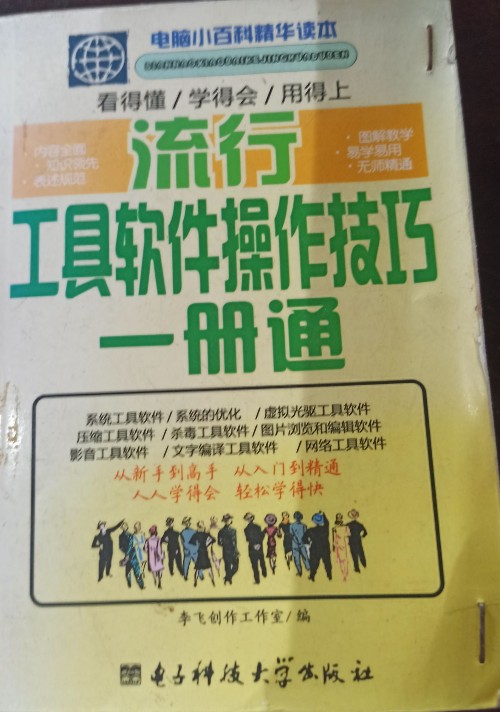 电脑小百科精华读本
DIANNAOXIAOBAIKEJINGHUADUBEN
看得懂/学得会/用得上
内容全面
·知识领先
·表述规范
流行
·图解教学
·易学易用
·无师精通
工具软件操作技巧
一册通
系统工具软件/系统的优化 /虚拟光驱工具软件
压缩工具软件/杀毒工具软件/图片浏览和编辑软件
影音工具软件 /文字编译工具软件 /网络工具软件
从新手到高手 从入门到精通
人人学得会 轻松学得快
李飞创作工作室/编
电子科技大学出版社